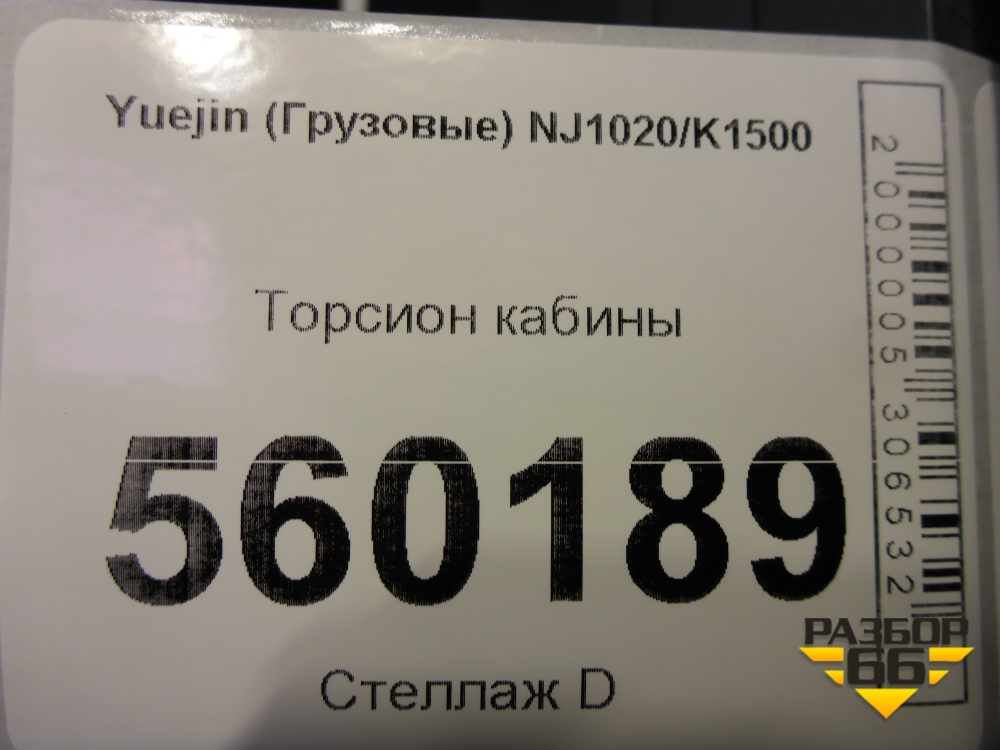 Yuejin (Грузовые) NJ1020/K1500
Торсион кабины
560189
Стеллаж D
2000005306532
РАЗБОР
66